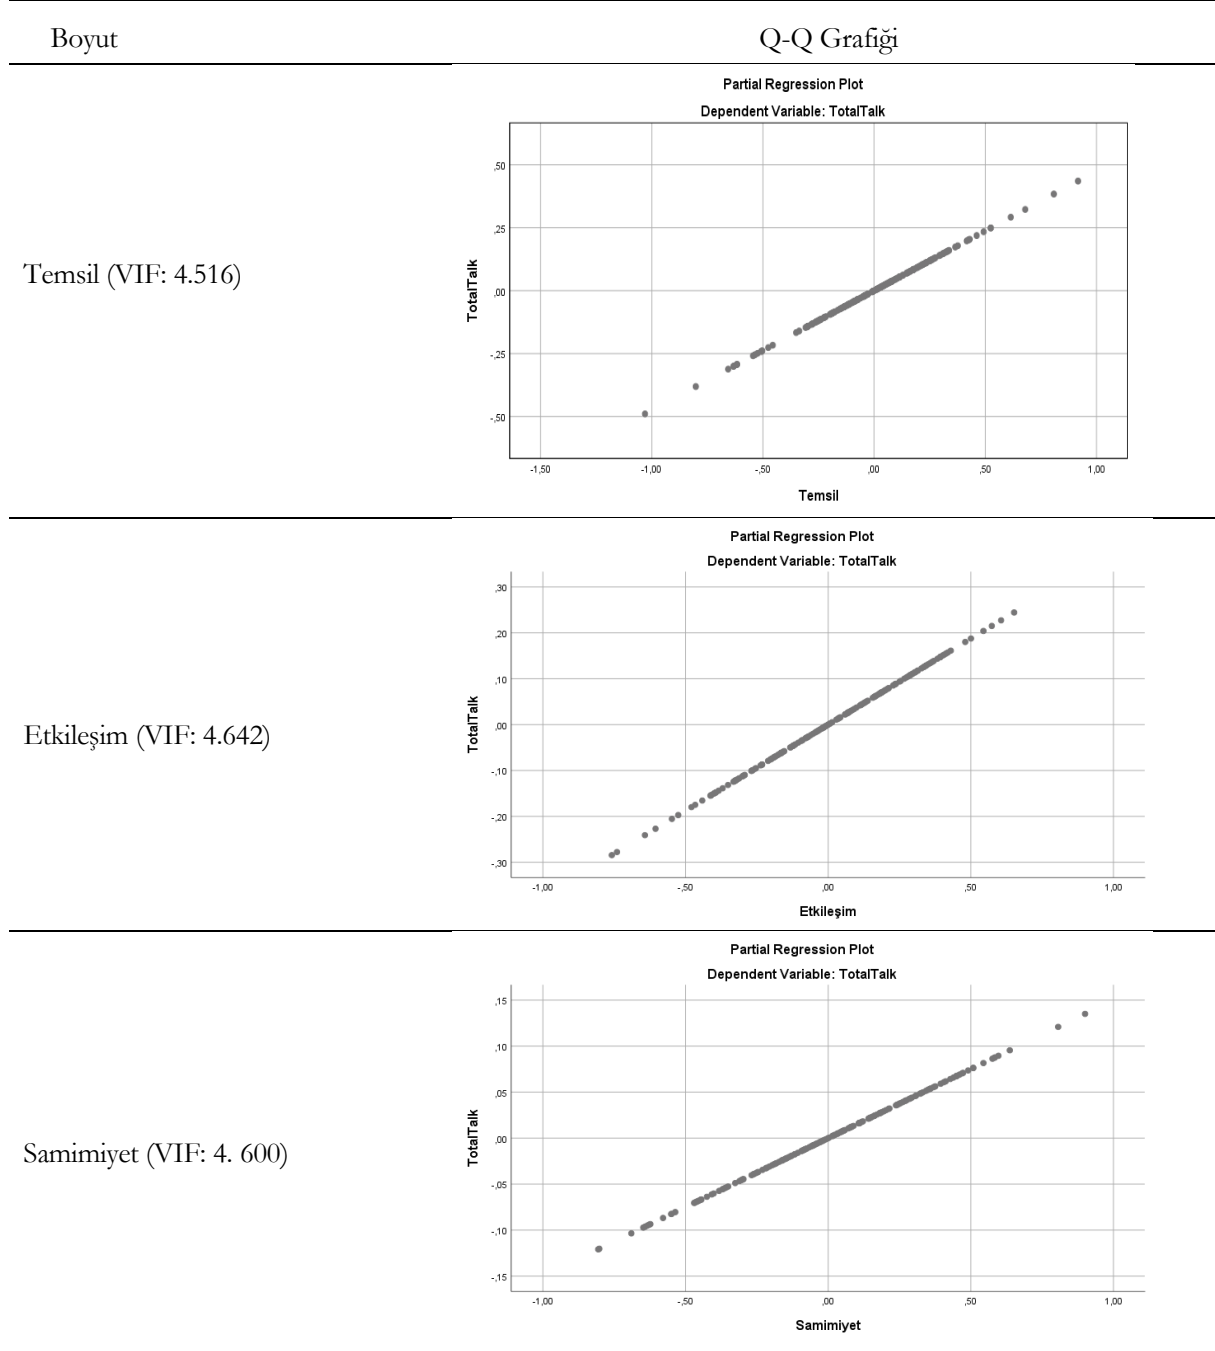 Boyut Q-Q Grafiği
Partial Regression Plot
Dependent Variable: TotalTalk
,50
,25
,00
-,25
-,50
TotalTalk
Temsil (VIF: 4.516)
-1,50 -1,00 -,50 ,00 ,50 1,00
Temsil
Partial Regression Plot
Dependent Variable: TotalTalk
,30
,20
,10
,00
-,10
-,20
-,30
TotalTalk
Etkileşim (VIF: 4.642)
-1,00 -,50 ,00 ,50 1,00
Etkileşim
Partial Regression Plot
Dependent Variable: TotalTalk
,15
,10
,05
,00
-,05
-,10
-,15
TotalTalk
Samimiyet (VIF: 4. 600)
-1,00 -,50 ,00 ,50 1,00
Samimiyet